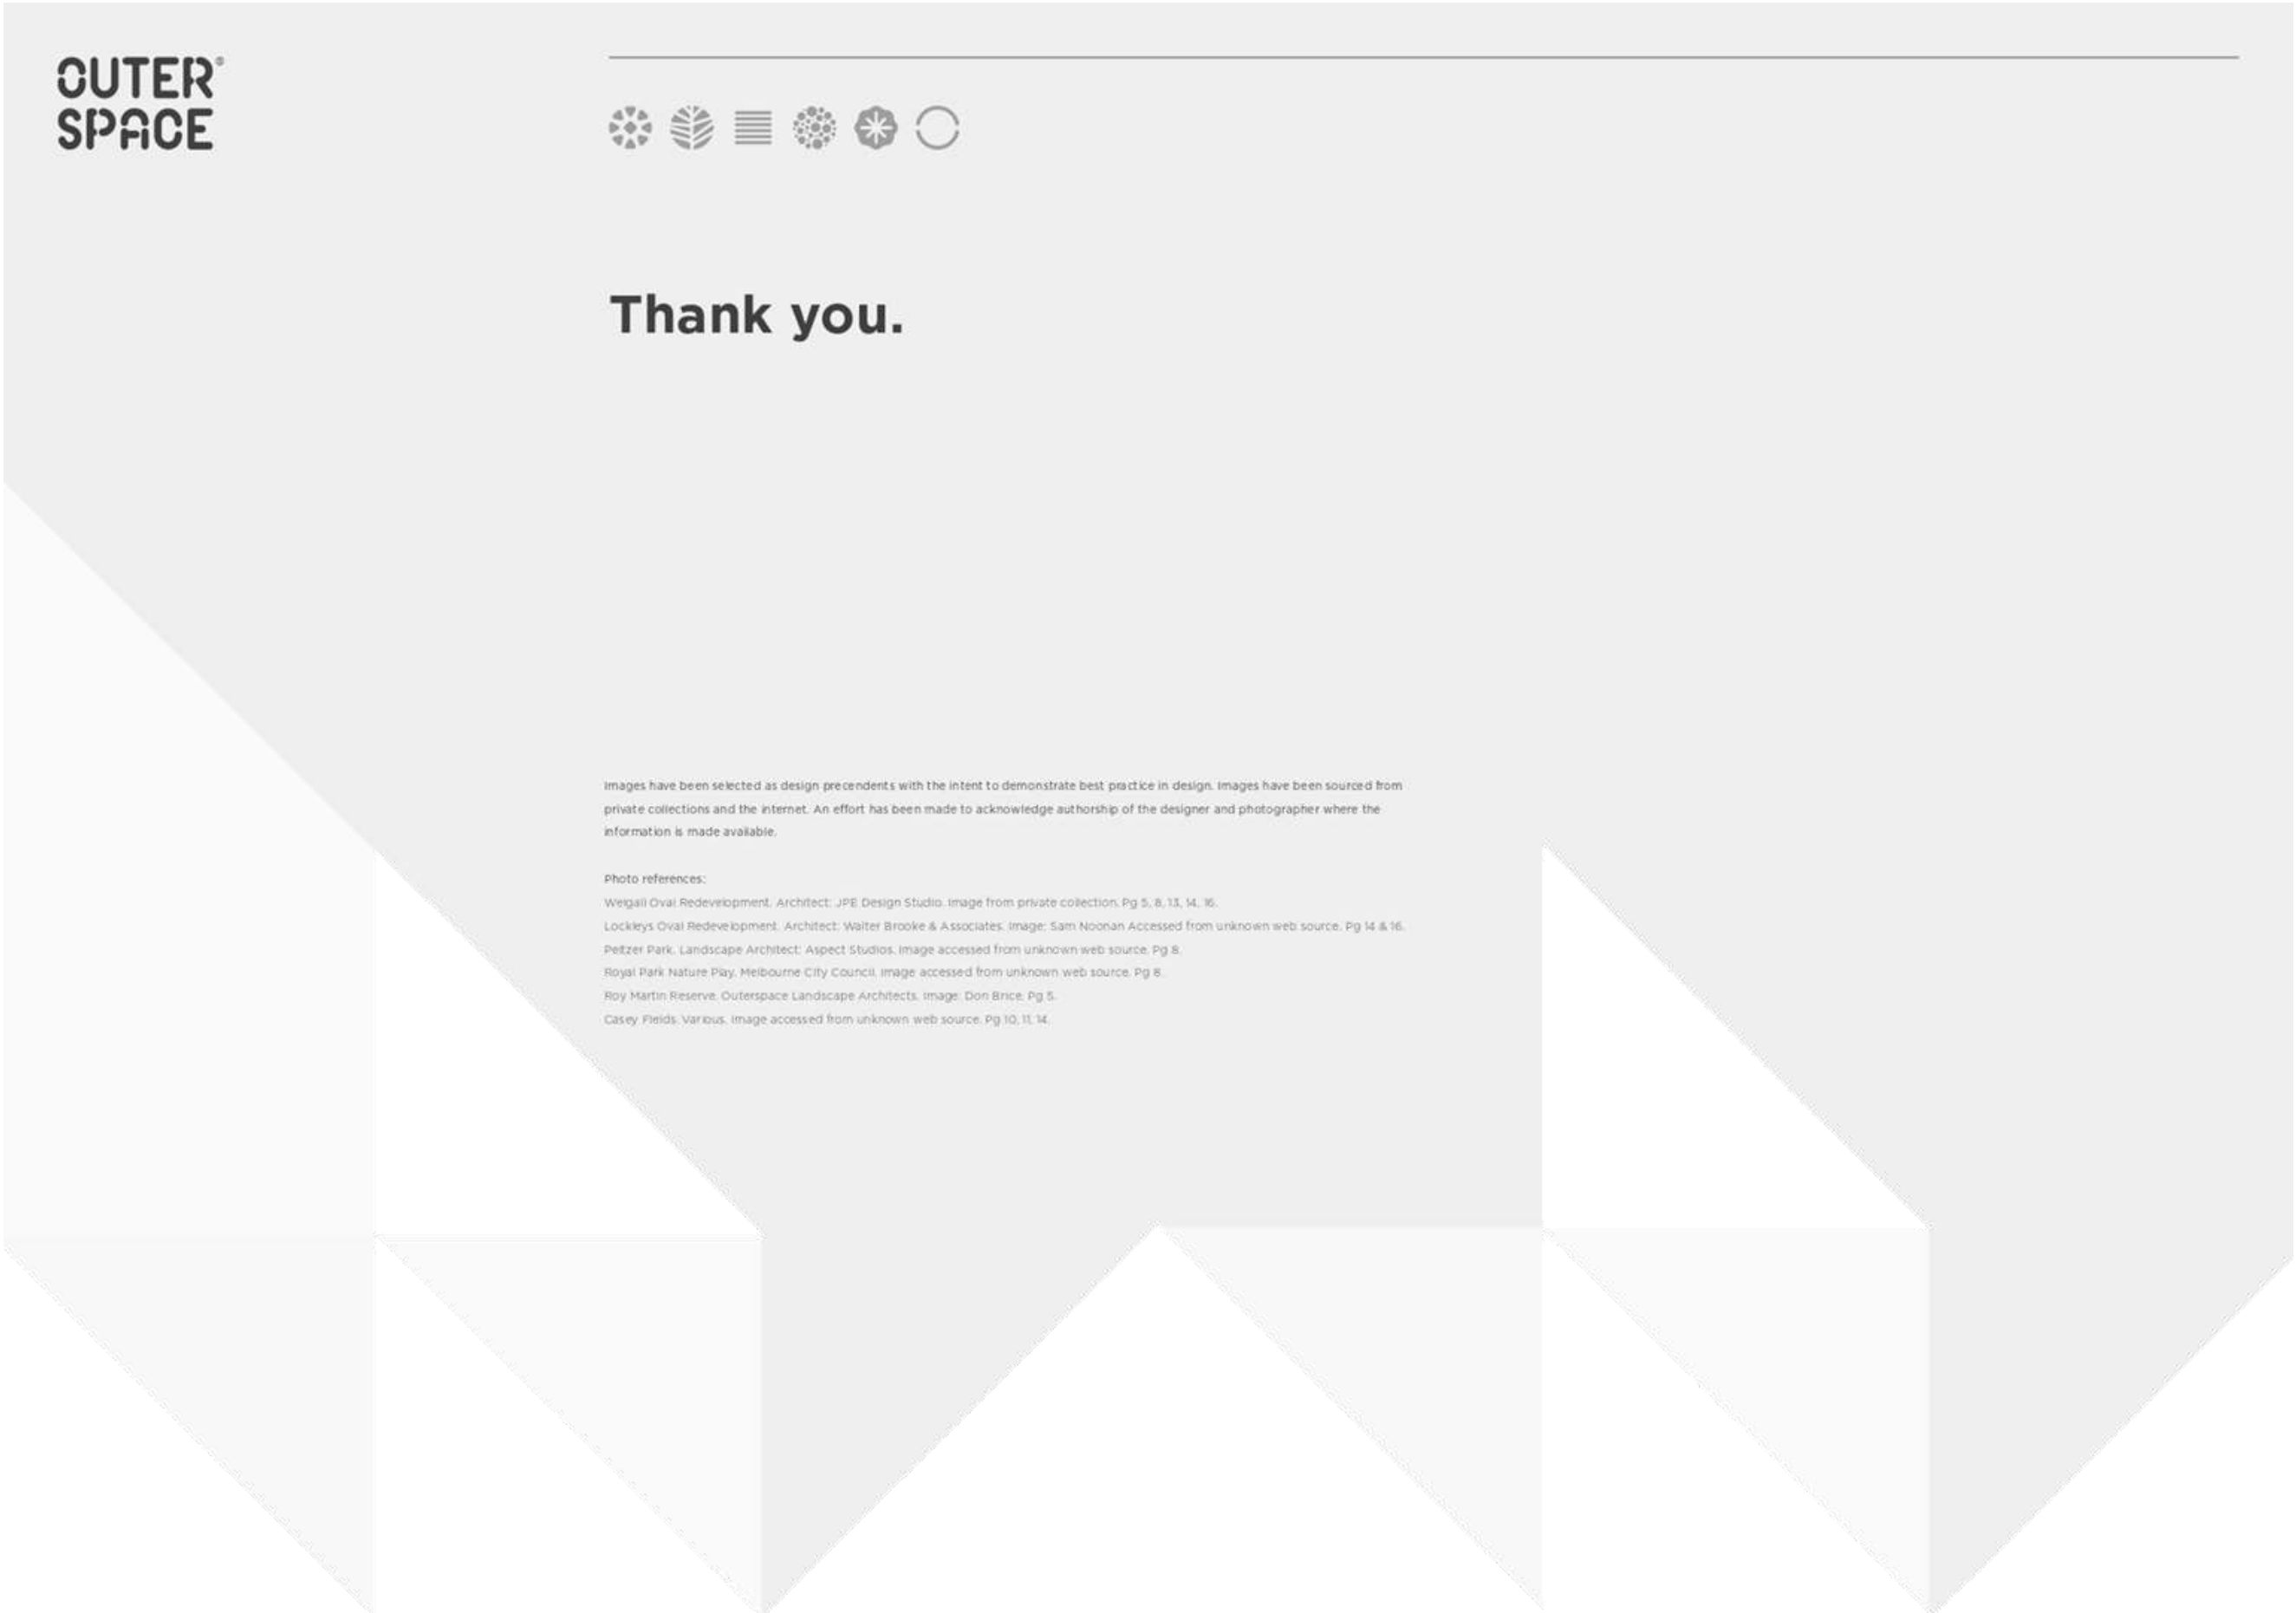 OUTER®
SPACE
Thank you.
Images have been selected as design precendents with the intent to demonstrate best practice in design. Images have been sourced from
private collections and the internet. An effort has been made to acknowledge authorship of the designer and photographer where the
information is made available.
Photo references:
Weigall Oval Redevelopment. Architect: JPE Design Studio. Image from private collection. Pg 5, 8, 13, 14, 16.
Lockleys Oval Redevelopment. Architect: Walter Brooke & Associates. Image: Sam Noonan Accessed from unknown web source. Pg 14 & 16.
Peltzer Park. Landscape Architect: Aspect Studios. Image accessed from unknown web source. Pg 8.
Royal Park Nature Play. Melbourne City Council. Image accessed from unknown web source. Pg 8.
Roy Martin Reserve. Outerspace Landscape Architects. Image: Don Brice. Pg 5.
Casey Fields. Various. Image accessed from unknown web source. Pg 10, 11, 14.